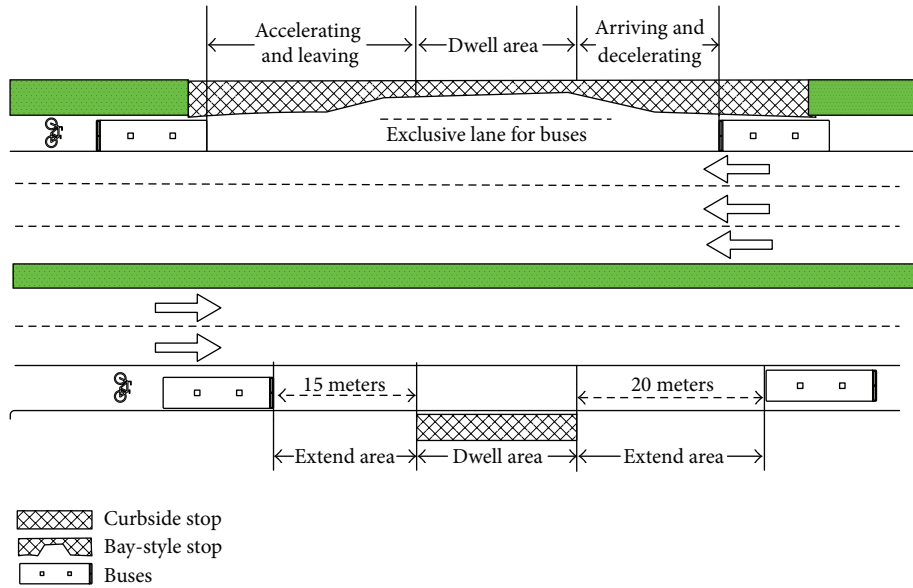 Accelerating
and leaving
Dwell area
Arriving and
decelerating
Exclusive lane for buses
15 meters
20 meters
Extend area
Dwell area
Extend area
Curbside stop
Bay-style stop
Buses